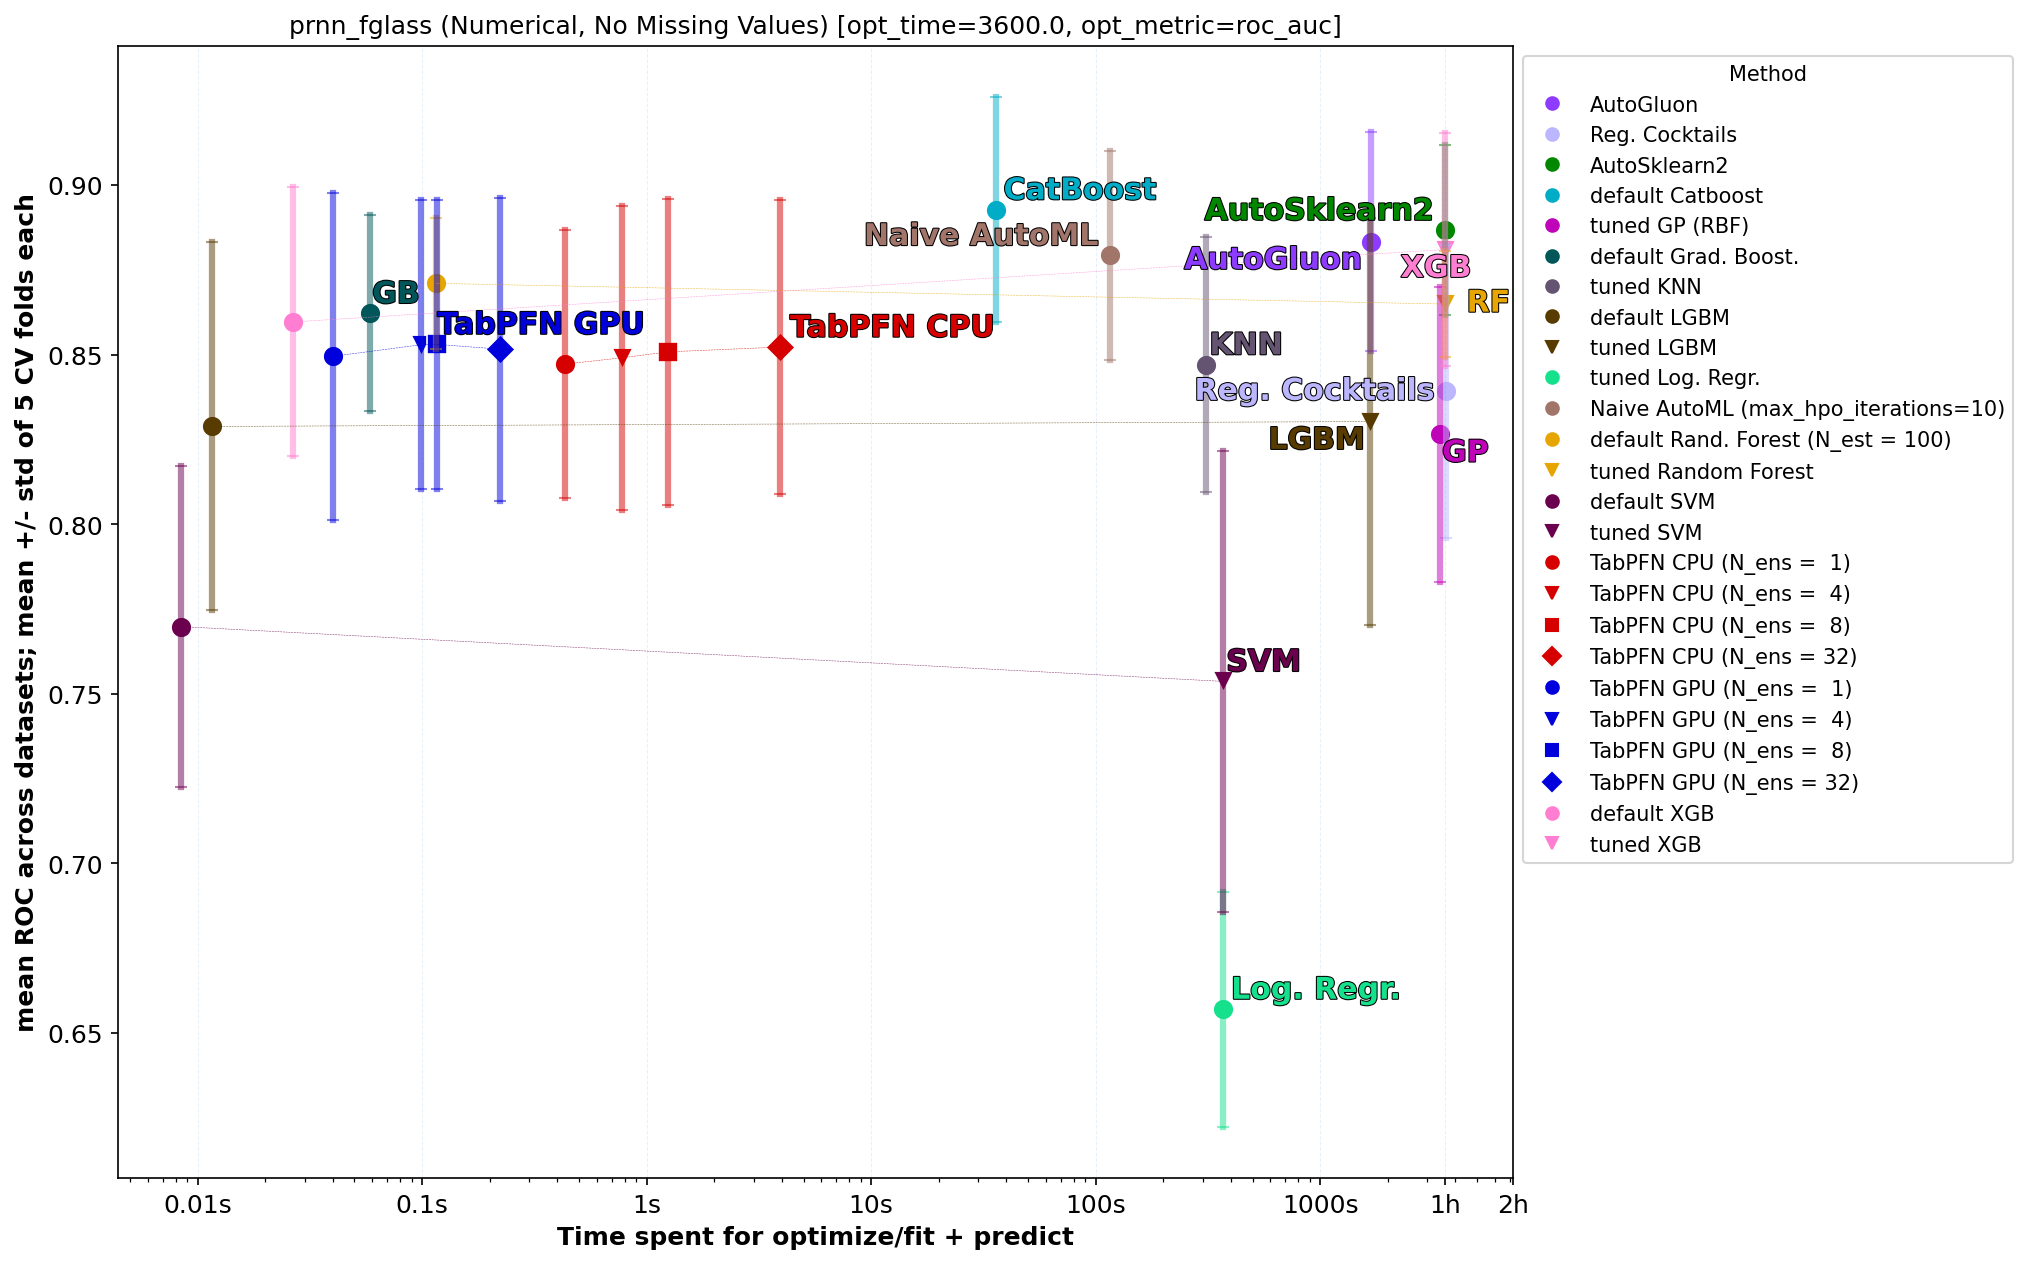 prnn_fglass (Numerical, No Missing Values) [opt_time=3600.0, opt_metric=roc_auc]
mean ROC across datasets; mean +/- std of 5 CV folds each
0.90
0.85
0.80
0.75
0.70
0.65
CatBoost
AutoSklearn2
Naive AutoML
AutoGluon
XGB
GB
RF
TabPFN GPU
TabPFN CPU
KNN
Reg. Cocktails
LGBM
GP
SVM
Log. Regr.
0.01s
0.1s
1s
10s
100s
1000s
1h
2h
Time spent for optimize/fit + predict
Method
AutoGluon
Reg. Cocktails
AutoSklearn2
default Catboost
tuned GP (RBF)
default Grad. Boost.
tuned KNN
default LGBM
tuned LGBM
tuned Log. Regr.
Naive AutoML (max_hpo_iterations=10)
default Rand. Forest (N_est = 100)
tuned Random Forest
default SVM
tuned SVM
TabPFN CPU (N_ens =  1)
TabPFN CPU (N_ens =  4)
TabPFN CPU (N_ens =  8)
TabPFN CPU (N_ens = 32)
TabPFN GPU (N_ens =  1)
TabPFN GPU (N_ens =  4)
TabPFN GPU (N_ens =  8)
TabPFN GPU (N_ens = 32)
default XGB
tuned XGB